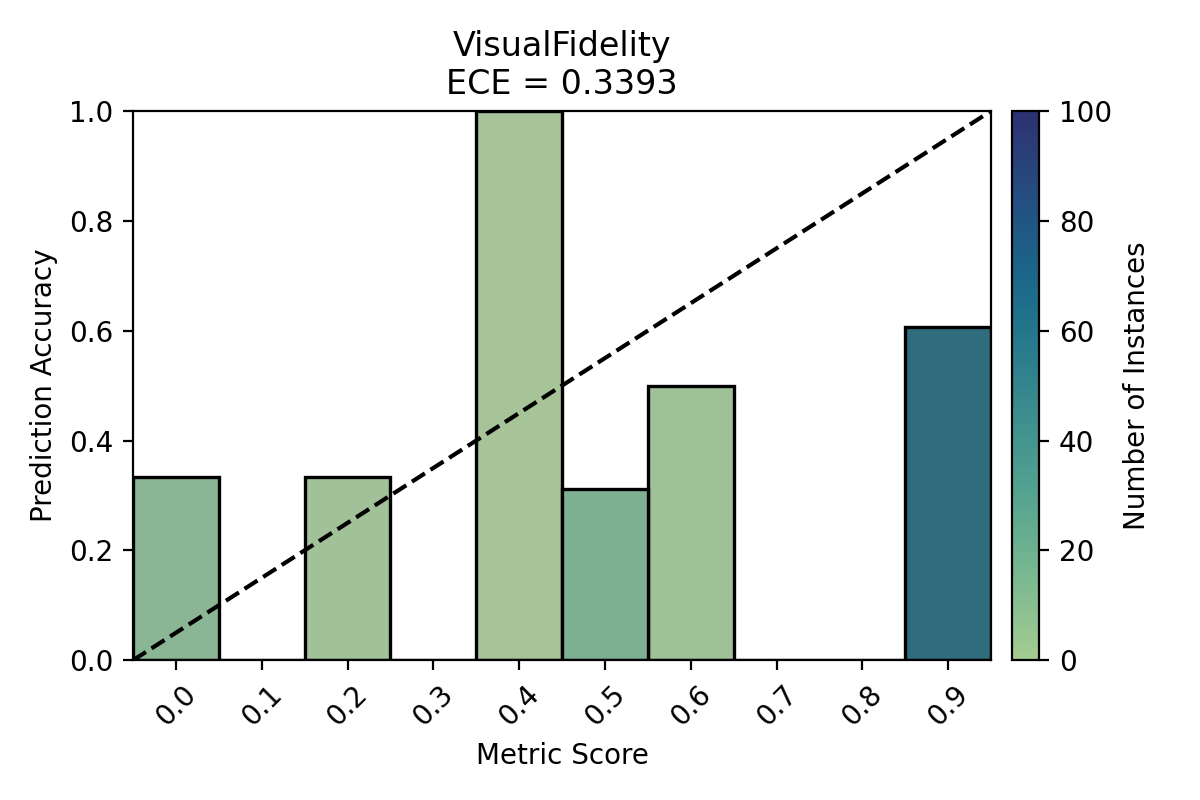 VisualFidelity
ECE = 0.3393
Prediction Accuracy
1.0
0.8
0.6
0.4
0.2
0.0
0.0 0.1 0.2 0.3 0.4 0.5 0.6 0.7 0.8 0.9
Metric Score
100
80
60
40
20
0
Number of Instances